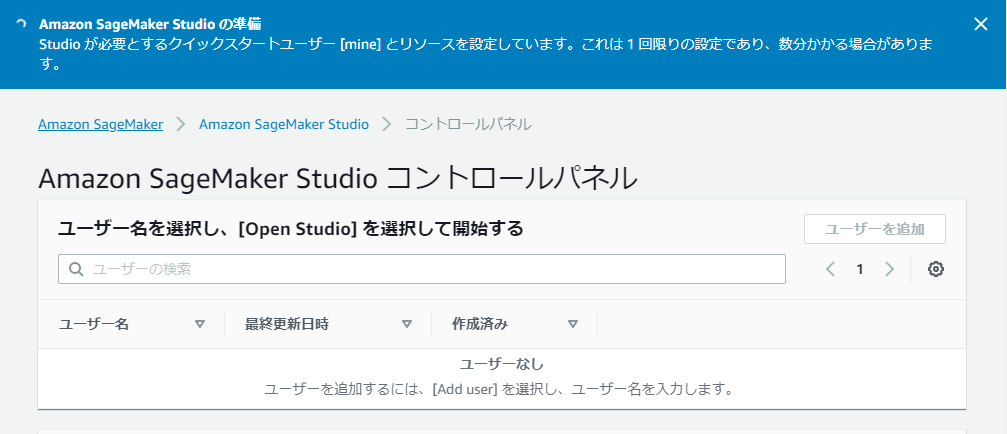 Amazon SageMaker Studio の準備
Studio が必要とするクイックスタートユーザー [mine] とリソースを設定しています。これは 1 回限りの設定であり、数分かかる場合がありま
す。
Amazon SageMaker Amazon SageMaker Studio コントロールパネル
Amazon SageMaker Studio コントロールパネル
ユーザー名を選択し、[Open Studio] を選択して開始する ユーザーを追加
ユーザーの検索 1
ユーザー名 最終更新日時 作成済み
ユーザーなし
ユーザーを追加するには、[Add user] を選択し、ユーザー名を入力します。